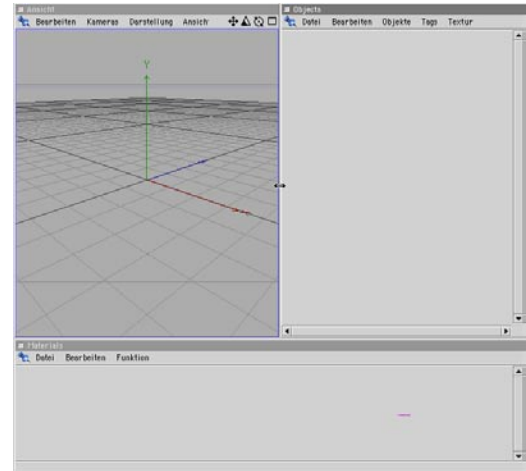 Ansicht
Bearbeiten Kameras Darstellung Ansicht
Y
Objects
Datei Bearbeiten Objekte Tags Textur
Materials
Datei Bearbeiten Funktion